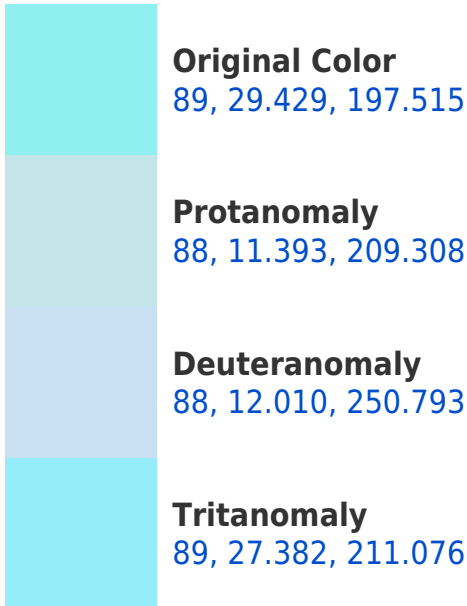 Original Color
89, 29.429, 197.515
Protanomaly
88, 11.393, 209.308
Deuteranomaly
88, 12.010, 250.793
Tritanomaly
89, 27.382, 211.076